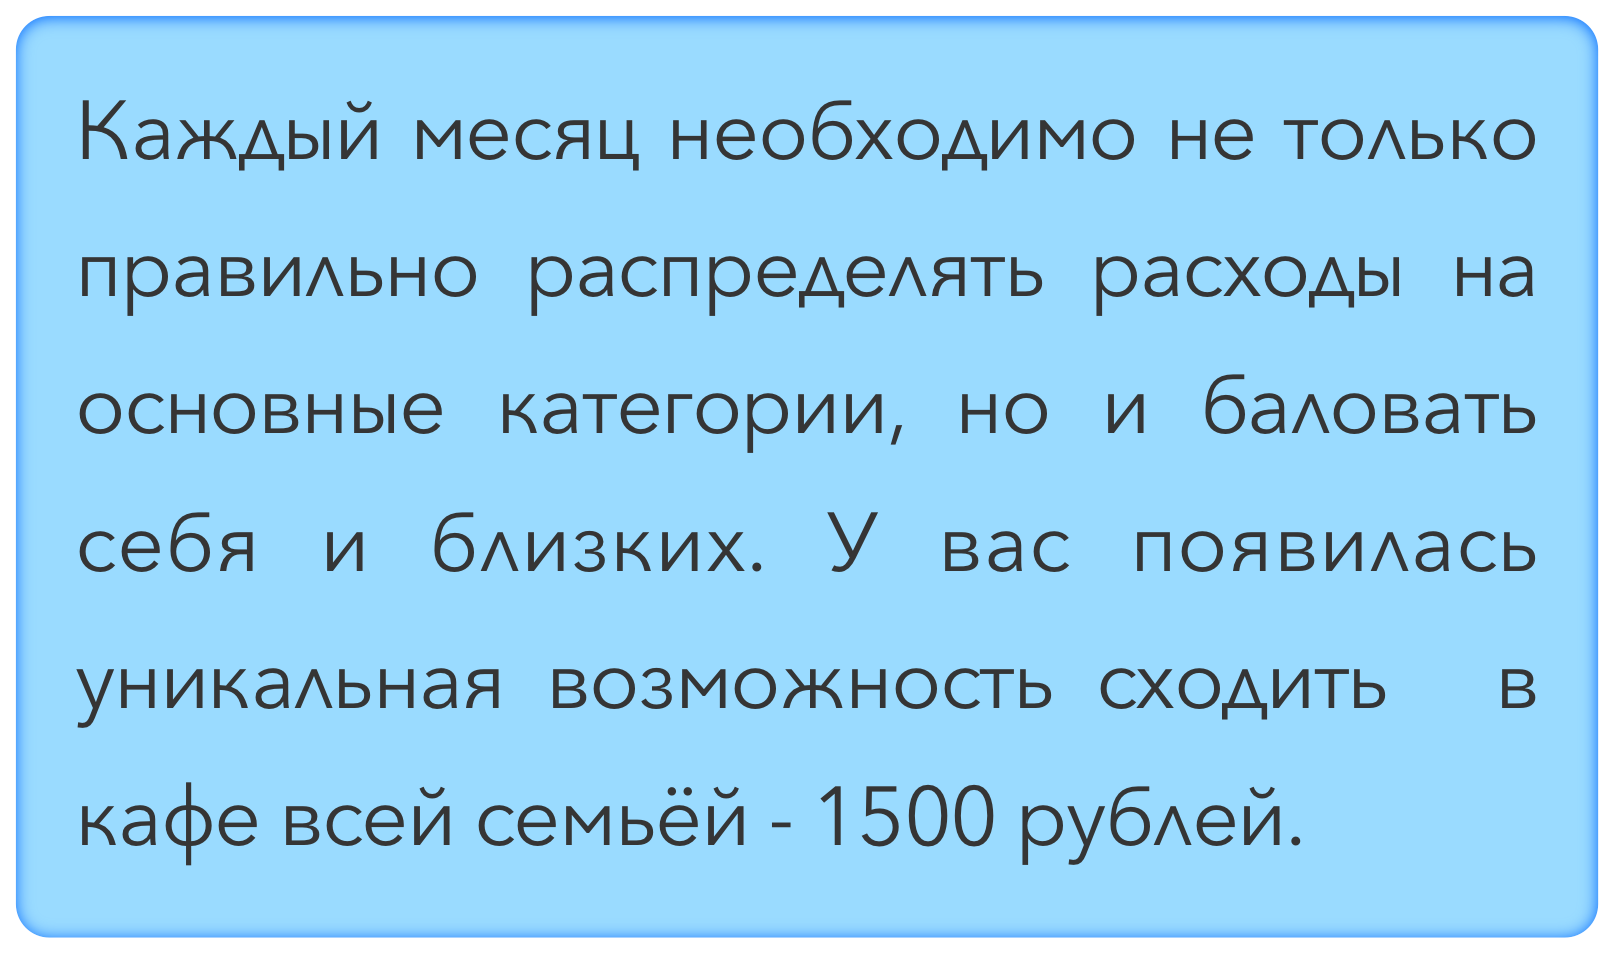 Каждый месяц необходимо не только
правильно распределять расходы на
основные категории, но и баловать
себя и близких. У вас появилась
уникальная возможность сходить в
кафе всей семьёй - 1500 рублей.